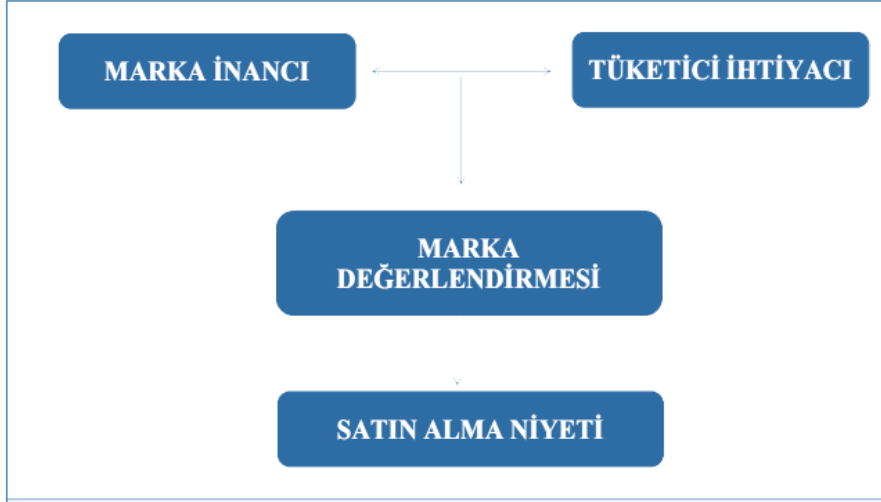 MARKA İNANCI
TÜKETİCİ İHTİYACI
MARKA
DEĞERLENDİRMESİ
SATIN ALMA NİYETİ